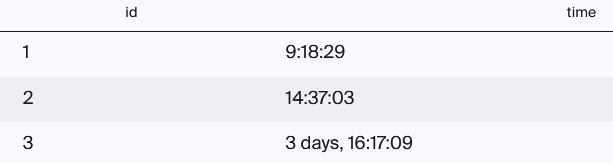 id time
1 9:18:29
2 14:37:03
3 3 days, 16:17:09